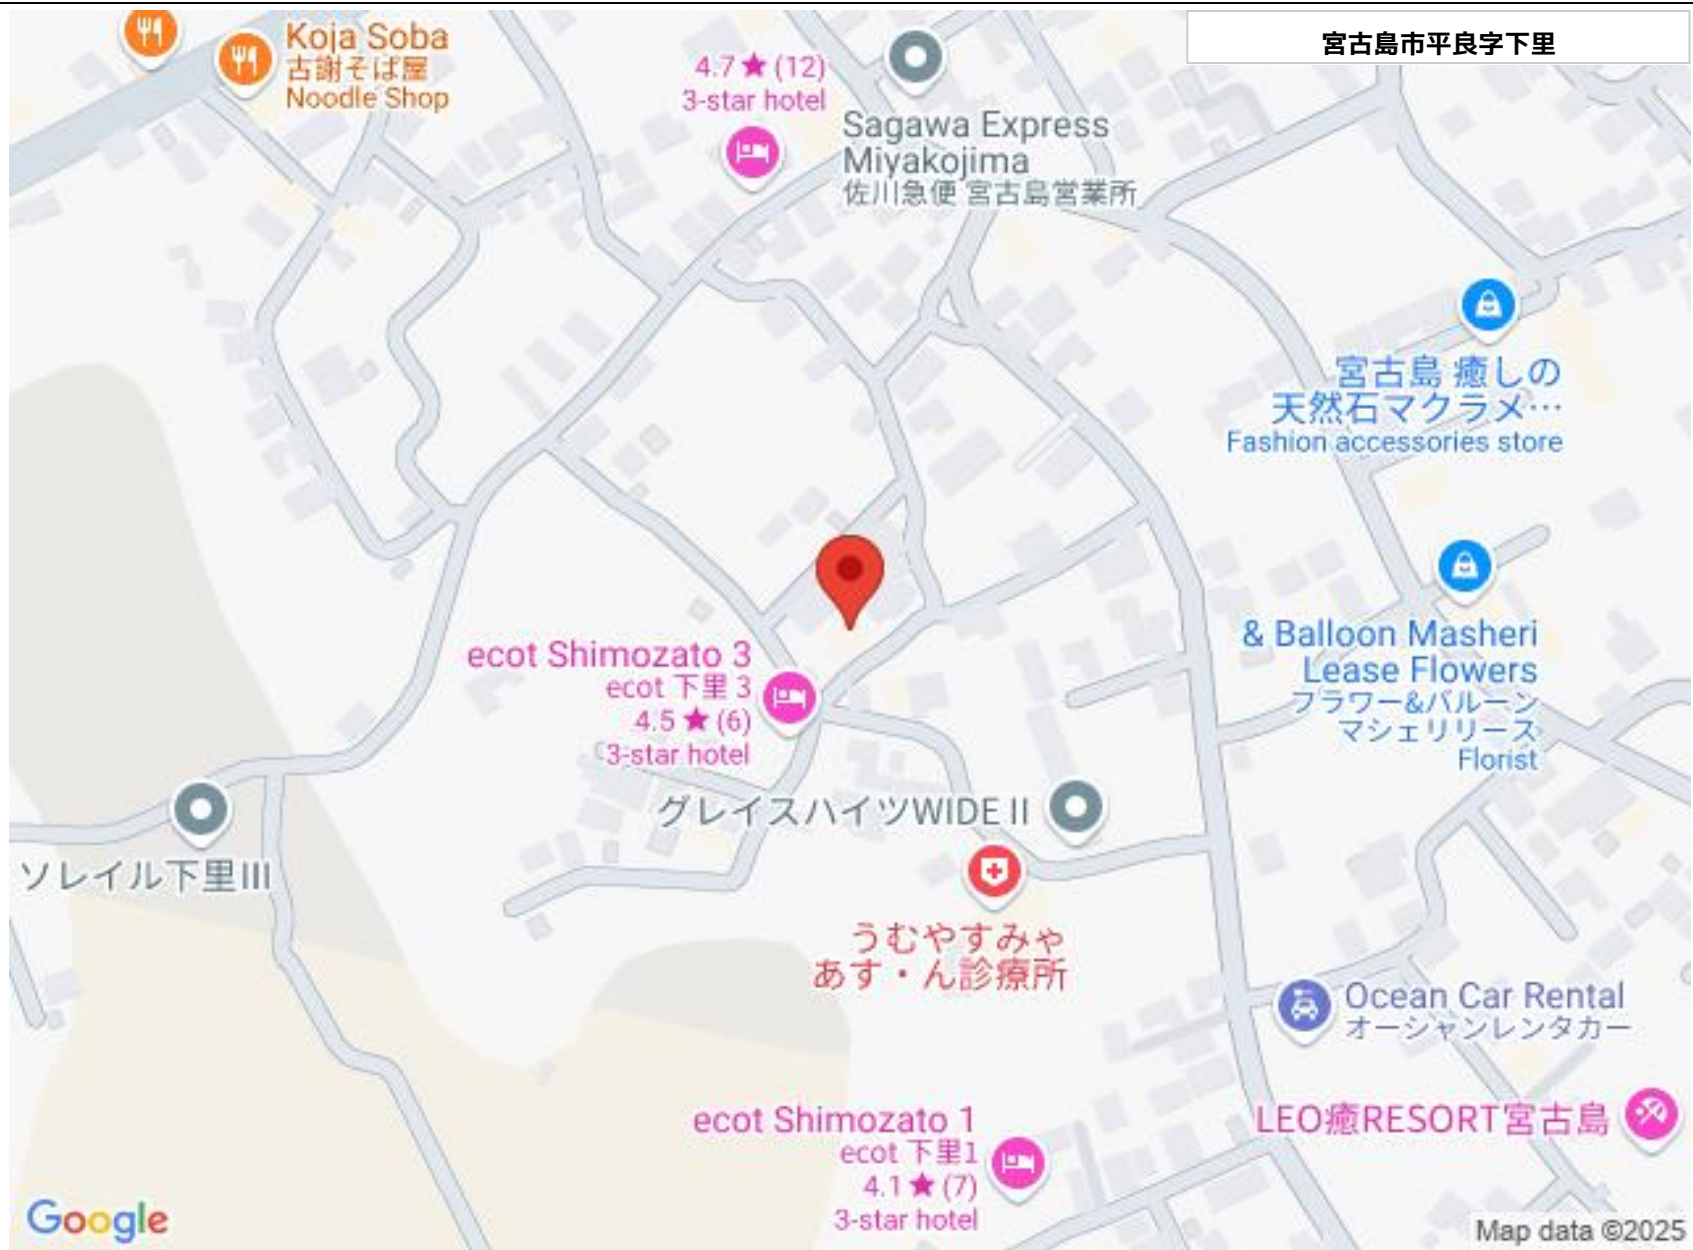 宮古島市平良字下里
Koja Soba
古謝そば屋
Noodle Shop
4.7 ★ (12)
3-star hotel
Sagawa Express
Miyakojima
佐川急便 宮古島営業所
宮古島 癒しの
天然石マクラメ…
Fashion accessories store
& Balloon Masheri
Lease Flowers
フラワー&バルーン
マシェリリース
Florist
ecot Shimozato 3
ecot 下里 3
4.5 ★ (6)
3-star hotel
グレイスハイツWIDE II
ソレイル下里III
うむやすみゃ
あす・ん診療所
Ocean Car Rental
オーシャンレンタカー
LEO癒RESORT宮古島
ecot Shimozato 1
ecot 下里1
4.1 ★ (7)
3-star hotel
Google
Map data ©2025